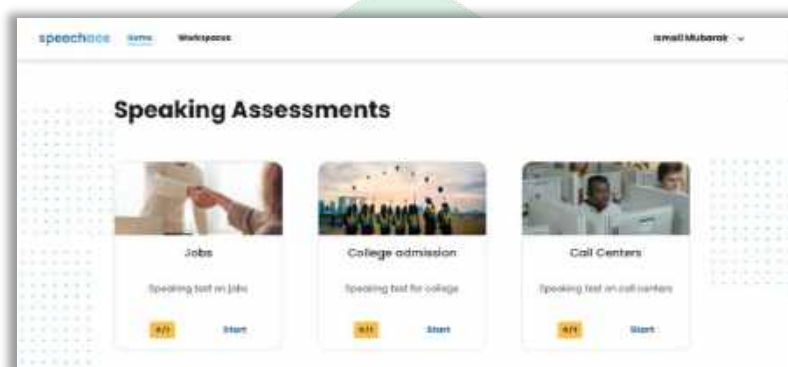 speechace Home Workspaces Ismail Mubarak
Speaking Assessments
Jobs College admission Call Centers
Speaking test on jobs Speaking test for college Speaking test on call centers
Start Start Start